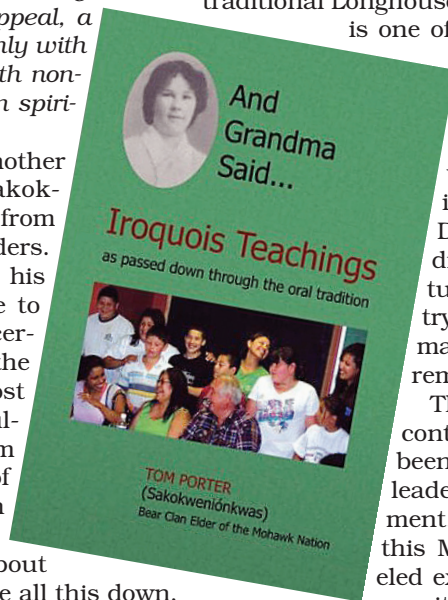 ppeal, a
nly with
th non-
n spiri-
nother
akok-
from
ders.
his
e to
cer-
the
ost
ul-
m
of
n
bout
e all this down.
traditional Longhouse
is one of
And
Grandma
Said...
Iroquois Teachings
as passed down through the oral tradition
TOM PORTER
(Sakokweniónkwas)
Bear Clan Elder of the Mohawk Nation
i
D
di
tu
try
ma
rem
Th
cont
been
leade
ment
this M
eled ex